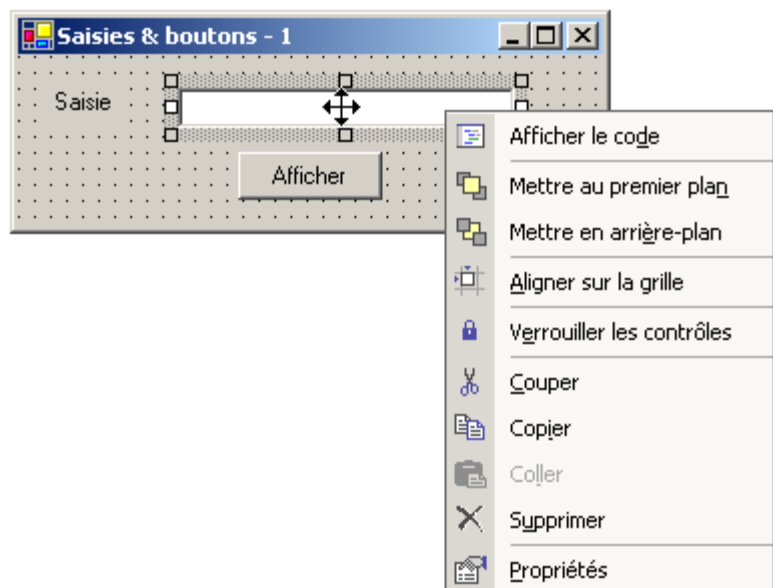 Saisies & boutons - 1
Saisie
Afficher
Afficher le code
Mettre au premier plan
Mettre en arrière-plan
Aligner sur la grille
Verrouiller les contrôles
Couper
Copier
Coller
Supprimer
Propriétés